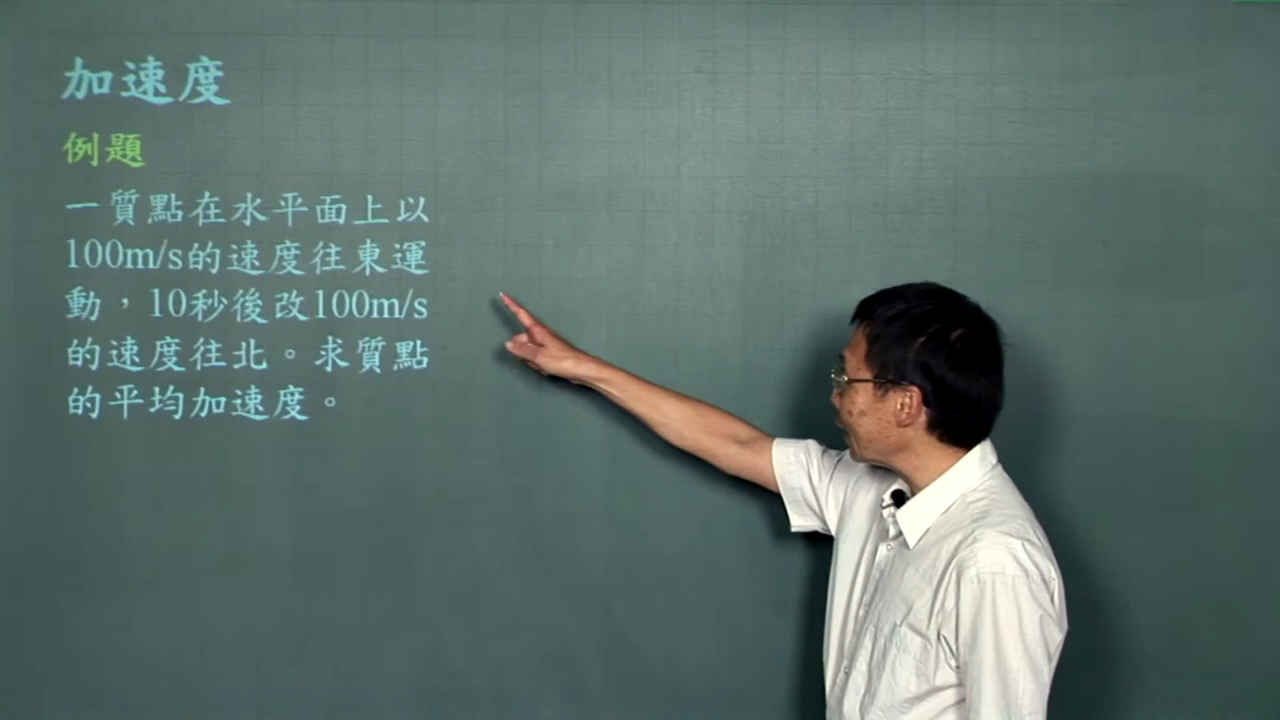 加速度
例題
一質點在水平面上以
100m/s的速度往東運
動，10秒後改100m/s
的速度往北。求質點
的平均加速度。